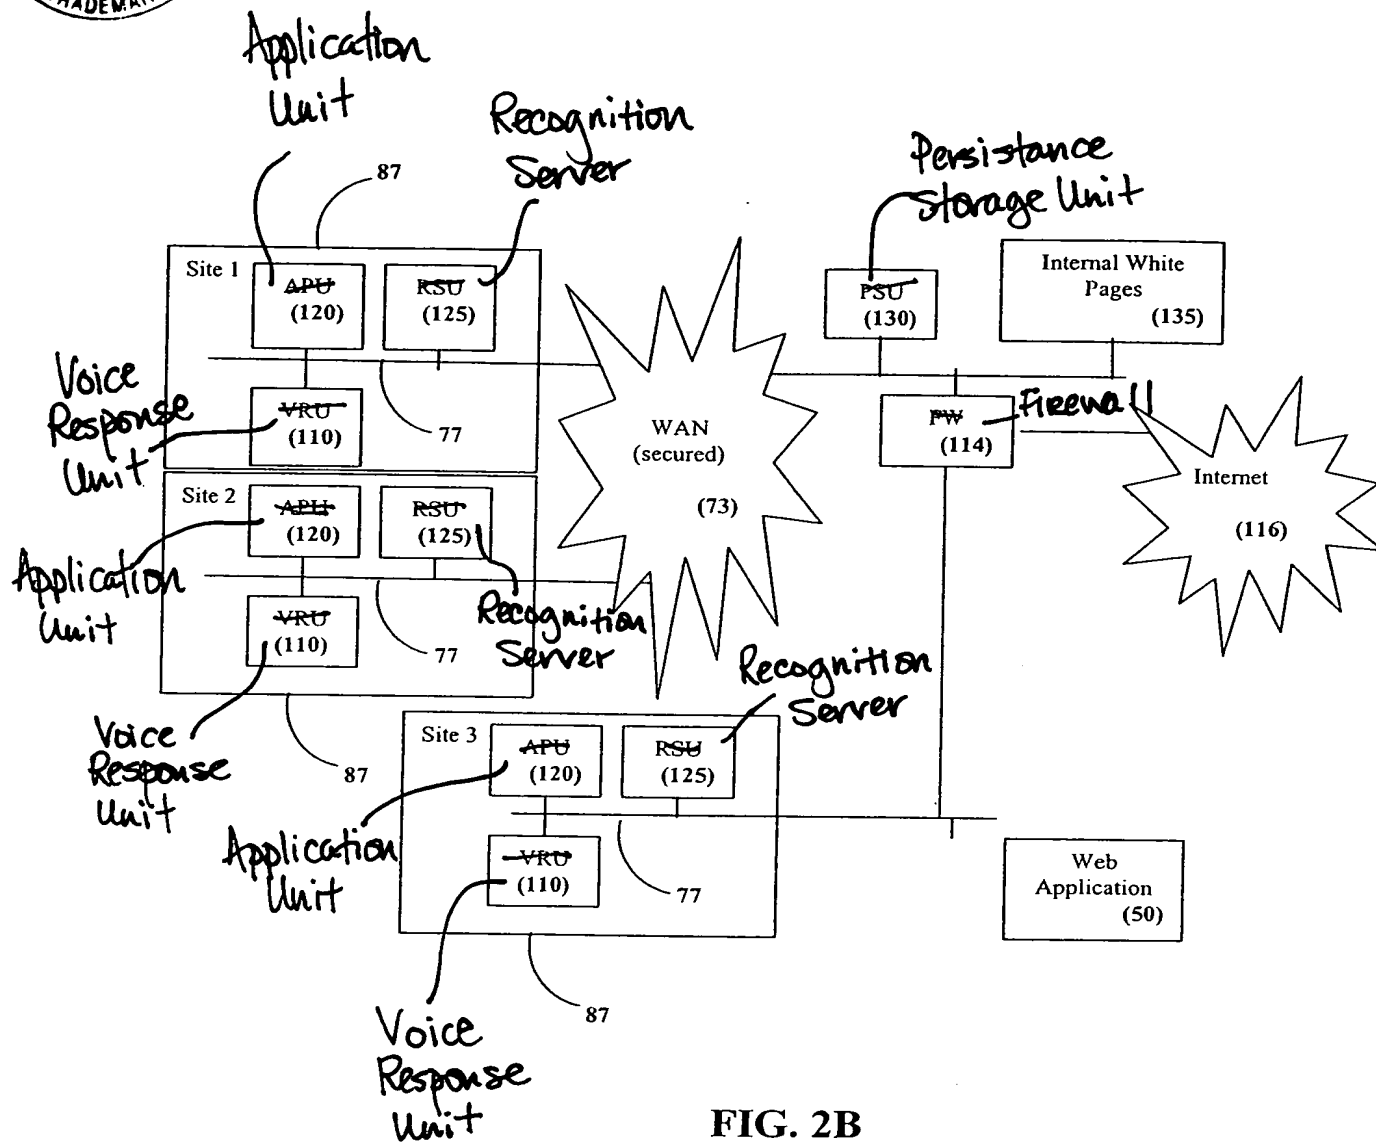 TRADEMA
Application
Unit
Recognition
Server
Persistance
Storage Unit
87
Site 1
APU
(120)
RSU
(125)
PSU
(130)
Internal White
Pages
(135)
Voice
Response
Unit
VRU
(110)
77
WAN
(secured)
(73)
PW
(114)
Firewall
Internet
(116)
Site 2
APU
(120)
RSU
(125)
Application
Unit
VRU
(110)
77
Recognition
Server
Recognition
Server
Voice
Response
Unit
87
Site 3
APU
(120)
RSU
(125)
Application
Unit
VRU
(110)
77
Web
Application
(50)
87
Voice
Response
Unit
FIG. 2B